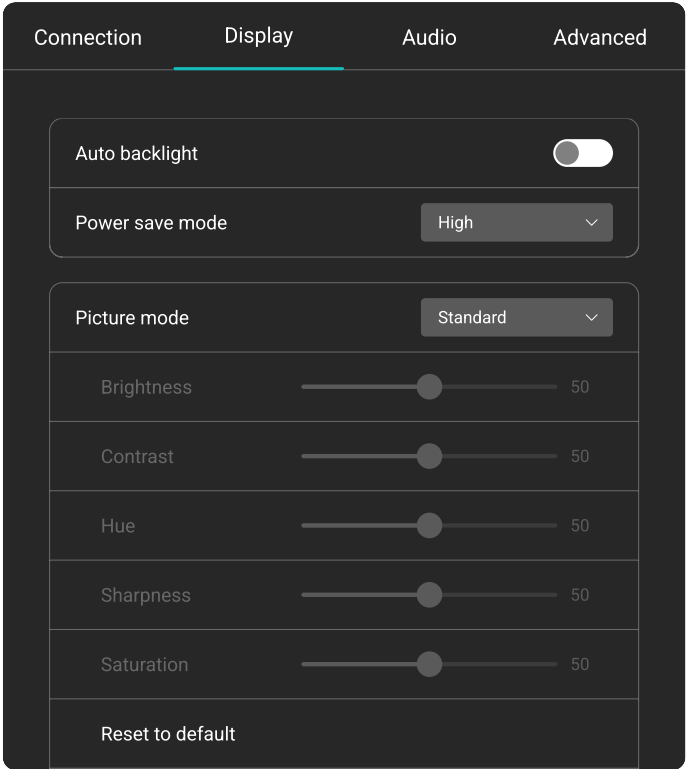 Connection Display Audio Advanced
Auto backlight
Power save mode High
Picture mode Standard
Brightness 50
Contrast 50
Hue 50
Sharpness 50
Saturation 50
Reset to default